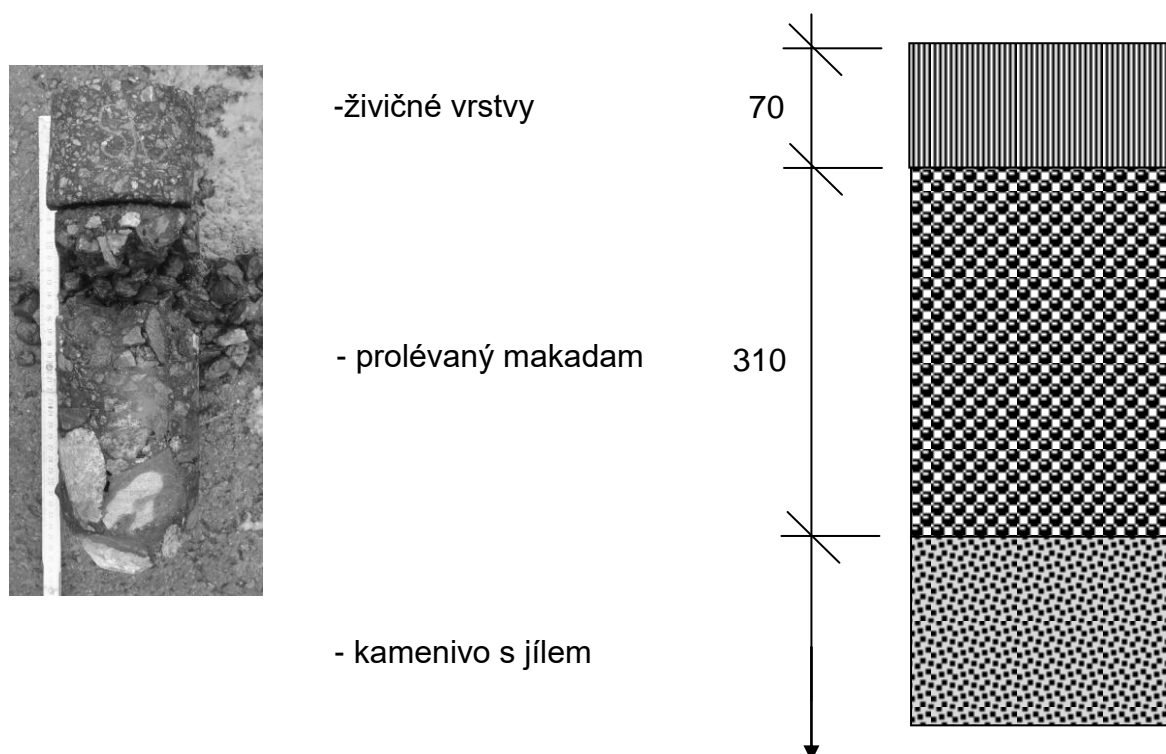 -živičné vrstvy 70
- prolévaný makadam 310
- kamenivo s jílem